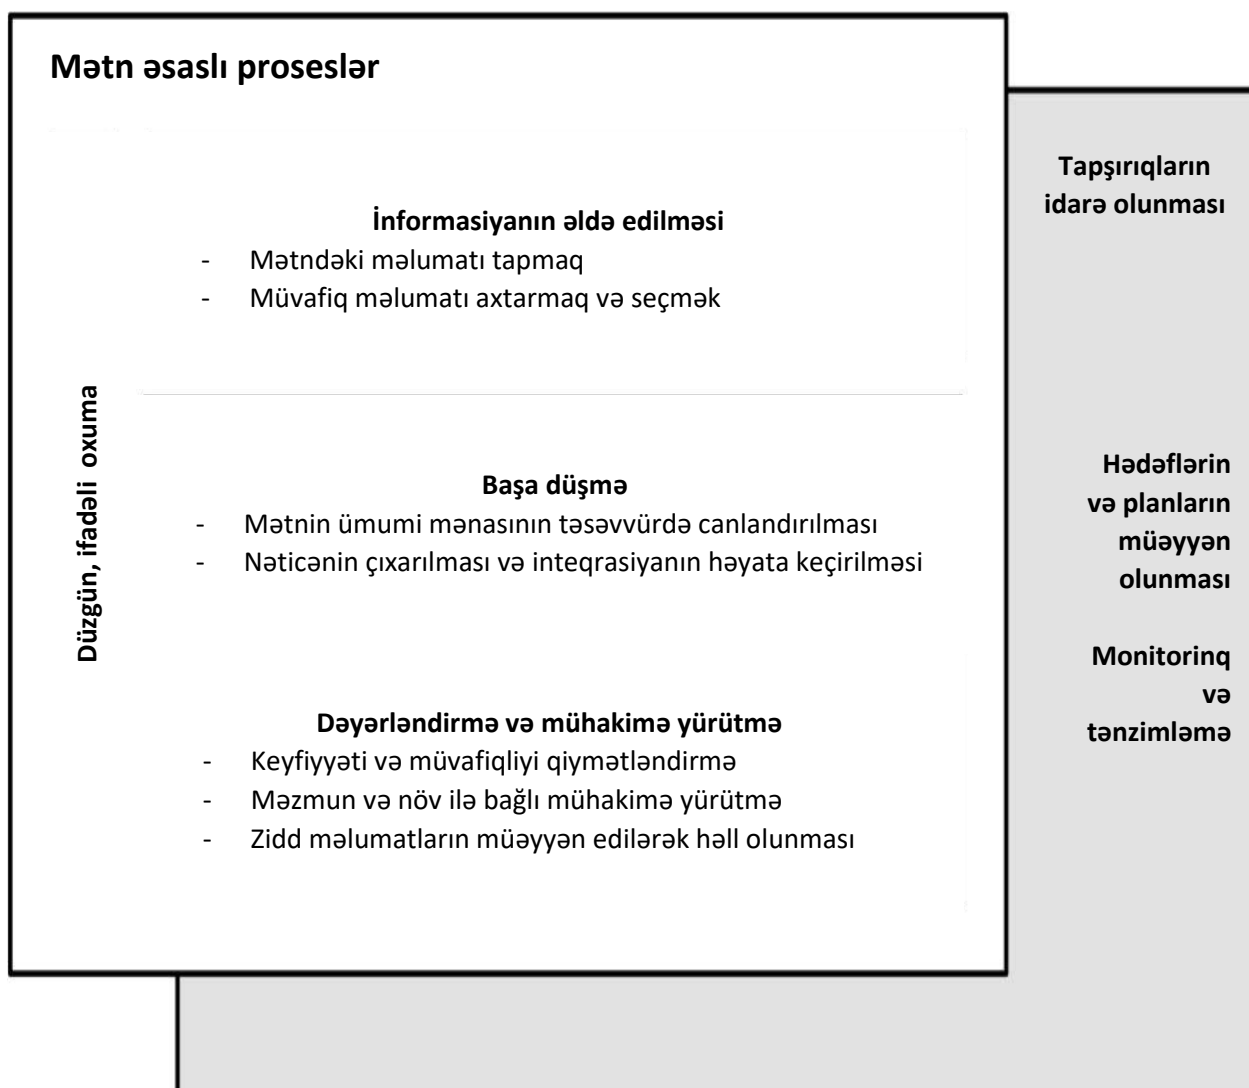 Mətn əsaslı proseslər
Düzgün, ifadəli oxuma
İnformasiyanın əldə edilməsi
- Mətndəki məlumatı tapmaq
- Müvafiq məlumatı axtarmaq və seçmək
Başa düşmə
- Mətnin ümumi mənasının təsəvvürdə canlandırılması
- Nəticənin çıxarılması və inteqrasiyanın həyata keçirilməsi
Dəyərləndirmə və mühakimə yürütmə
- Keyfiyyəti və müvafiqliyi qiymətləndirmə
- Məzmun və növ ilə bağlı mühakimə yürütmə
- Zidd məlumatların müəyyən edilərək həll olunması
Tapşırıqların
idarə olunması
Hədəflərin
və planların
müəyyən
olunması
Monitorinq
və
tənzimləmə